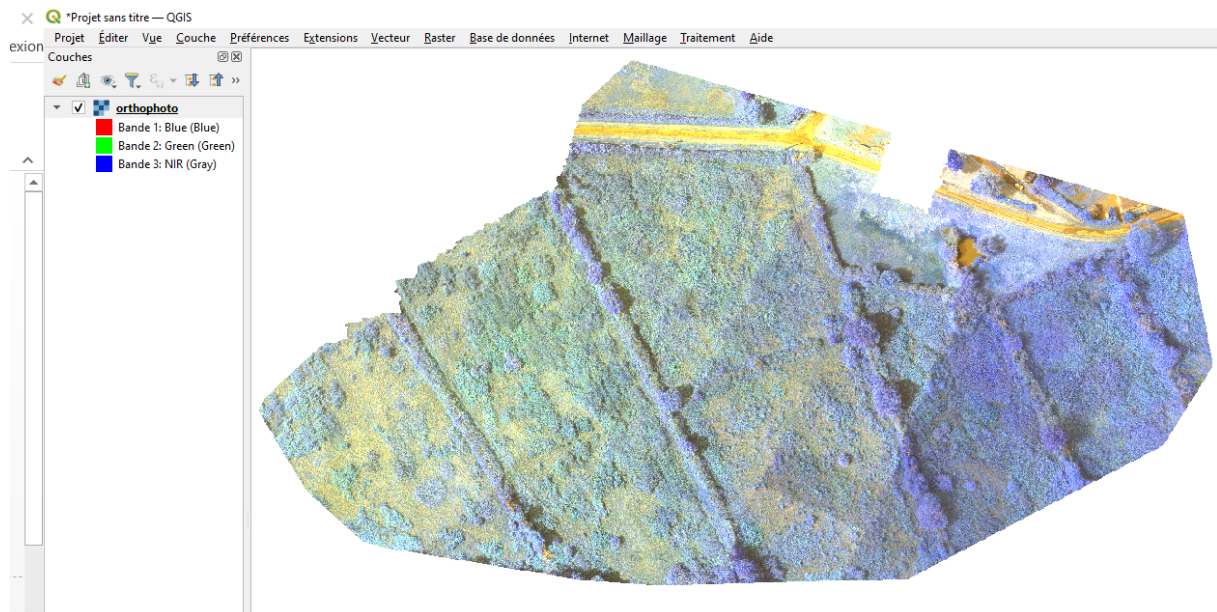 *Projet sans titre — QGIS
exion
Projet Éditer Vue Couche Préférences Extensions Vecteur Raster Base de données Internet Maillage Traitement Aide
Couches
orthophoto
Bande 1: Blue (Blue)
Bande 2: Green (Green)
Bande 3: NIR (Gray)